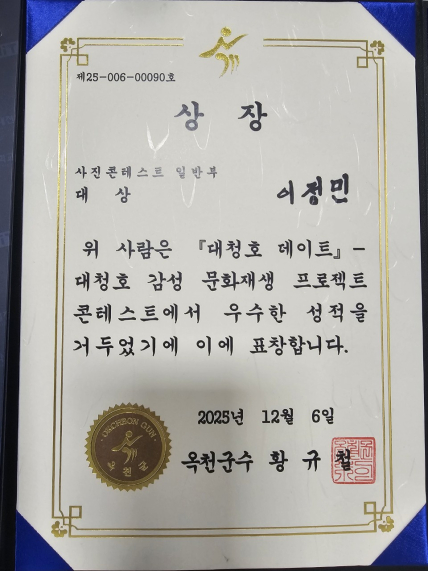 제25-006-00090호
상 장
사진콘테스트 일반부
대 상
이정민
위 사람은 『대청호 데이트』-
대청호 감성 문화재생 프로젝트
콘테스트에서 우수한 성적을
거두었기에 이에 표창합니다.
2025년 12월 6일
옥천군수 황 규 철
OKCHEON GUN
옥천군